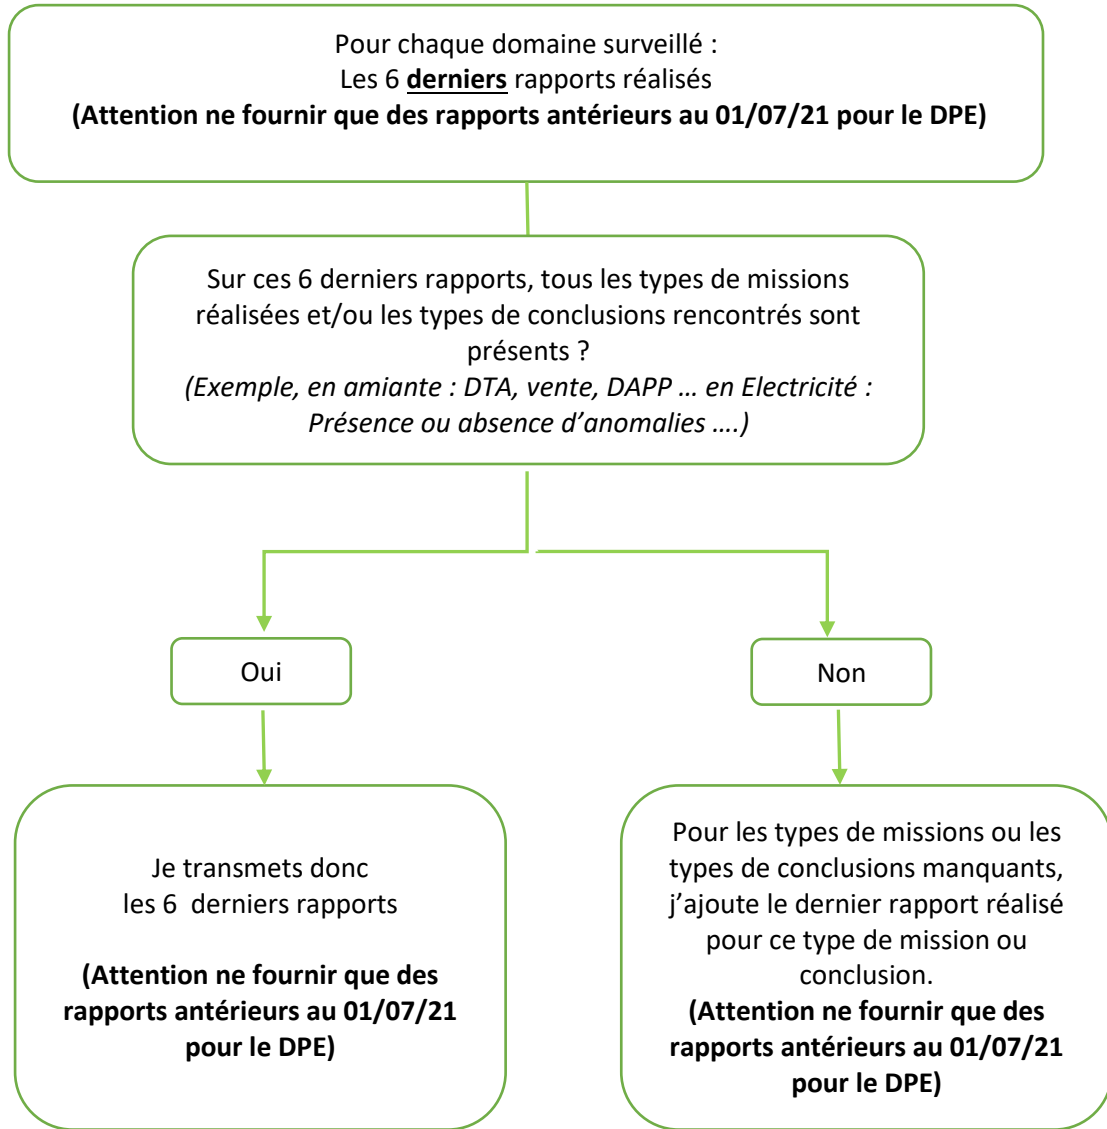 Pour chaque domaine surveillé :
Les 6 derniers rapports réalisés
(Attention ne fournir que des rapports antérieurs au 01/07/21 pour le DPE)
Sur ces 6 derniers rapports, tous les types de missions
réalisées et/ou les types de conclusions rencontrés sont
présents ?
(Exemple, en amiante : DTA, vente, DAPP … en Electricité :
Présence ou absence d’anomalies ….)
Oui
Non
Je transmets donc
les 6  derniers rapports
(Attention ne fournir que des
rapports antérieurs au 01/07/21
pour le DPE)
Pour les types de missions ou les
types de conclusions manquants,
j’ajoute le dernier rapport réalisé
pour ce type de mission ou
conclusion.
(Attention ne fournir que des
rapports antérieurs au 01/07/21
pour le DPE)